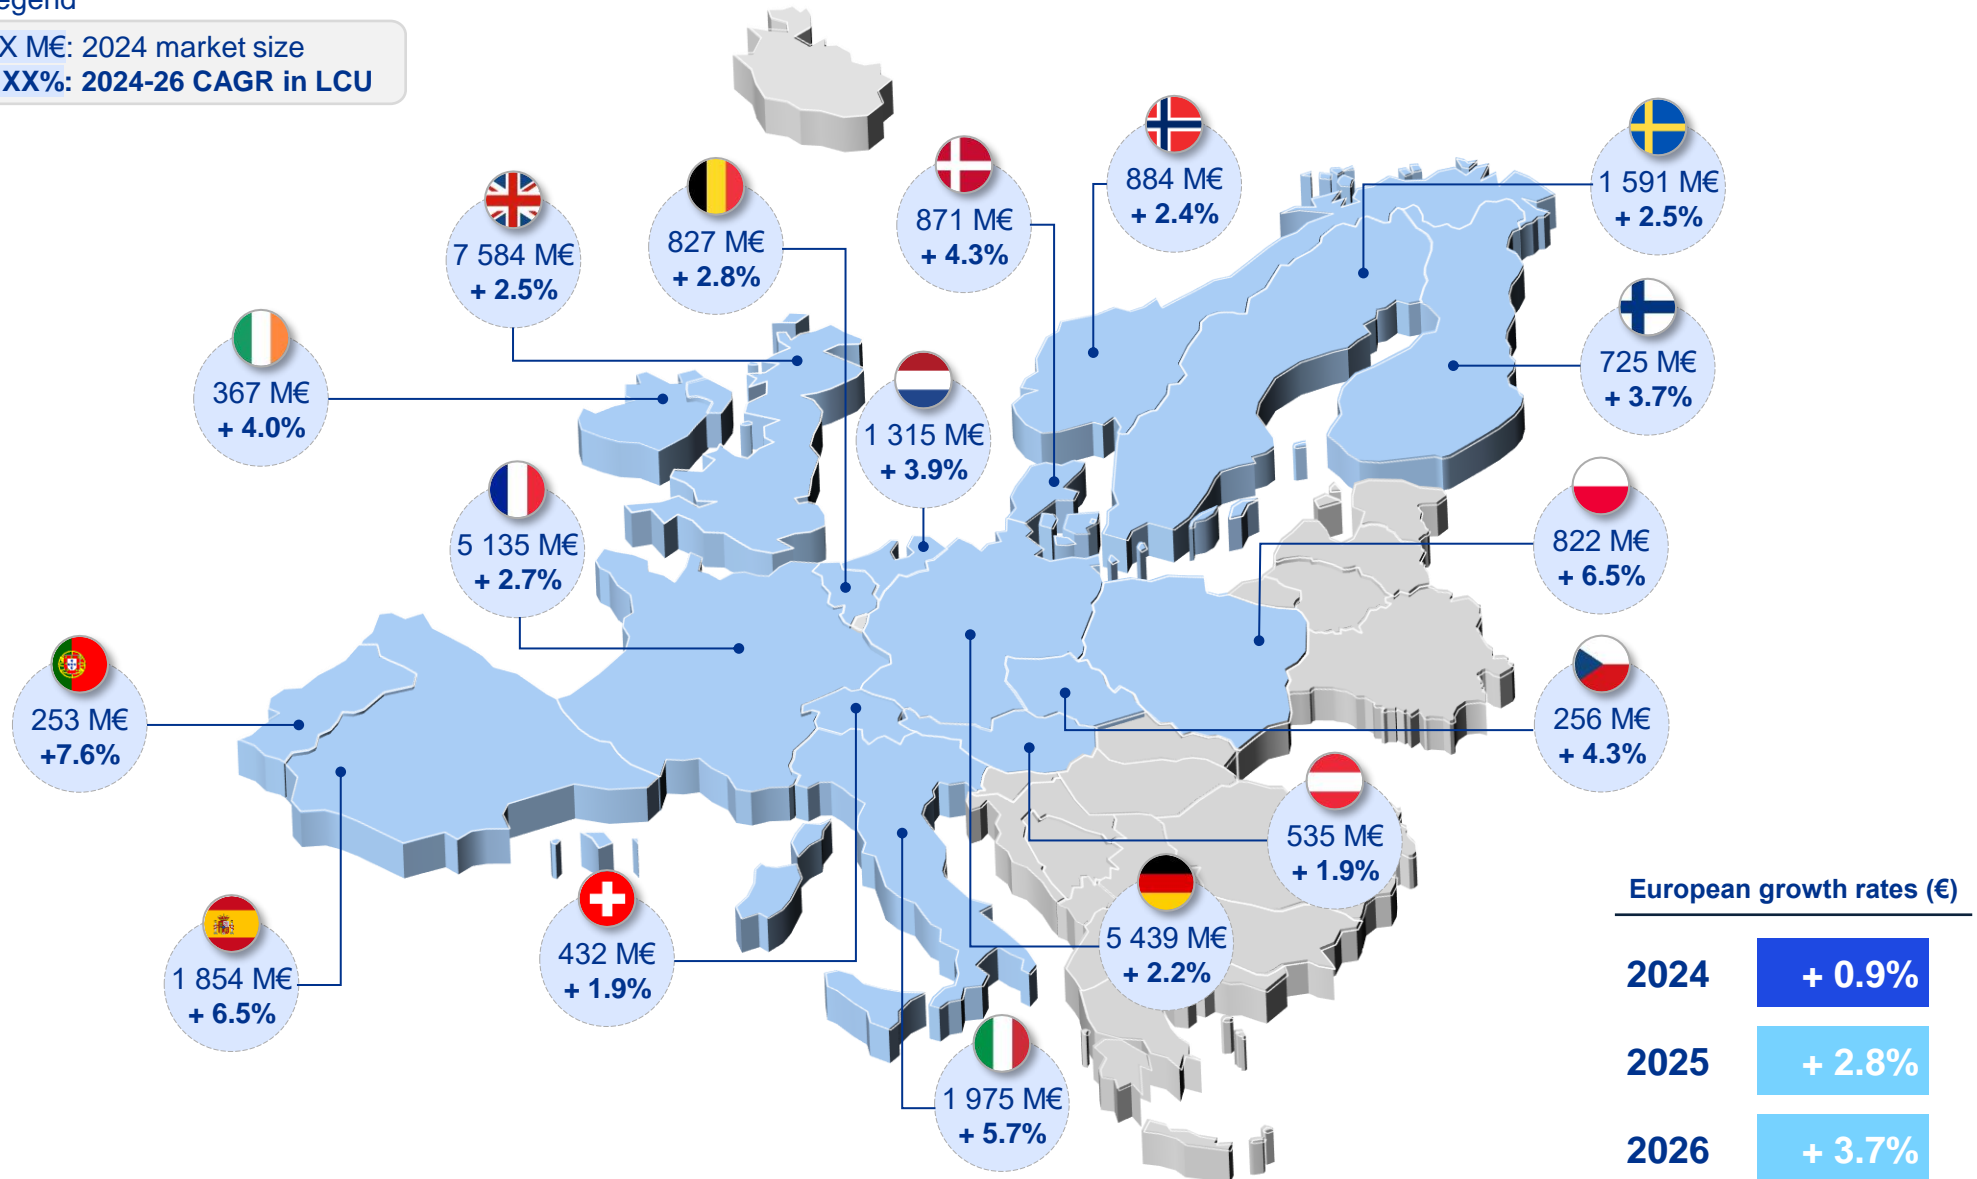 egend
X M€: 2024 market size
XX%: 2024-26 CAGR in LCU
884 M€
+ 2.4%
1 591 M€
+ 2.5%
871 M€
+ 4.3%
827 M€
+ 2.8%
7 584 M€
+ 2.5%
725 M€
+ 3.7%
367 M€
+ 4.0%
1 315 M€
+ 3.9%
5 135 M€
+ 2.7%
822 M€
+ 6.5%
253 M€
+7.6%
256 M€
+ 4.3%
535 M€
+ 1.9%
5 439 M€
+ 2.2%
432 M€
+ 1.9%
1 854 M€
+ 6.5%
1 975 M€
+ 5.7%
European growth rates (€)
2024 + 0.9%
2025 + 2.8%
2026 + 3.7%